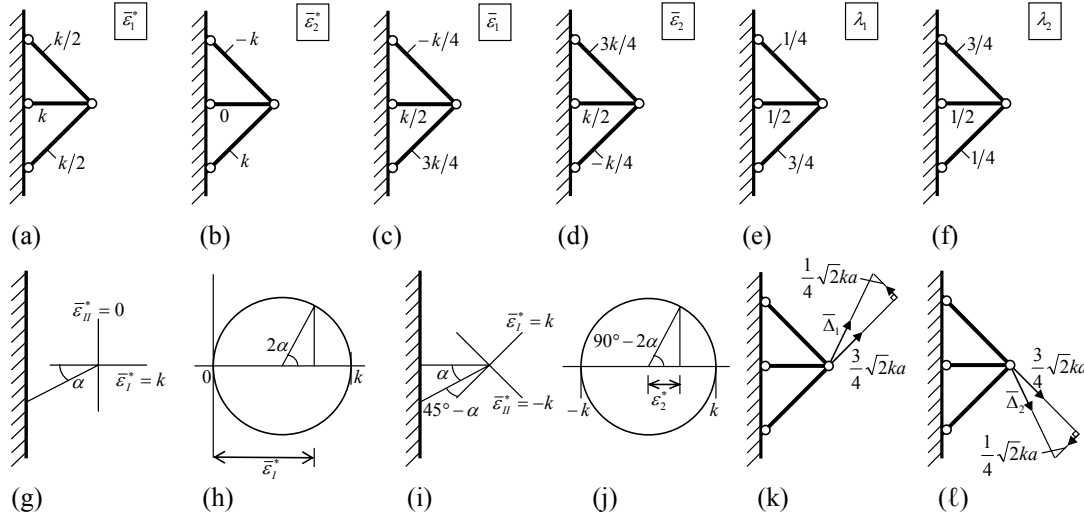 ε̄₁*
k/2
k
k/2
(a)
ε̄₂*
−k
0
k
(b)
ε̄₁
−k/4
k/2
3k/4
(c)
ε̄₂
3k/4
k/2
−k/4
(d)
λ₁
1/4
1/2
3/4
(e)
λ₂
3/4
1/2
1/4
(f)
ε̄*_II = 0
α
ε̄*_I = k
(g)
2α
0
k
ε̄*_I
(h)
ε̄*_I = k
α
45°−α
ε̄*_II = −k
(i)
90°−2α
−k
k
ε₂*
(j)
1/4 √2ka
Δ̄₁
3/4 √2ka
(k)
3/4 √2ka
Δ̄₂
1/4 √2ka
(ℓ)